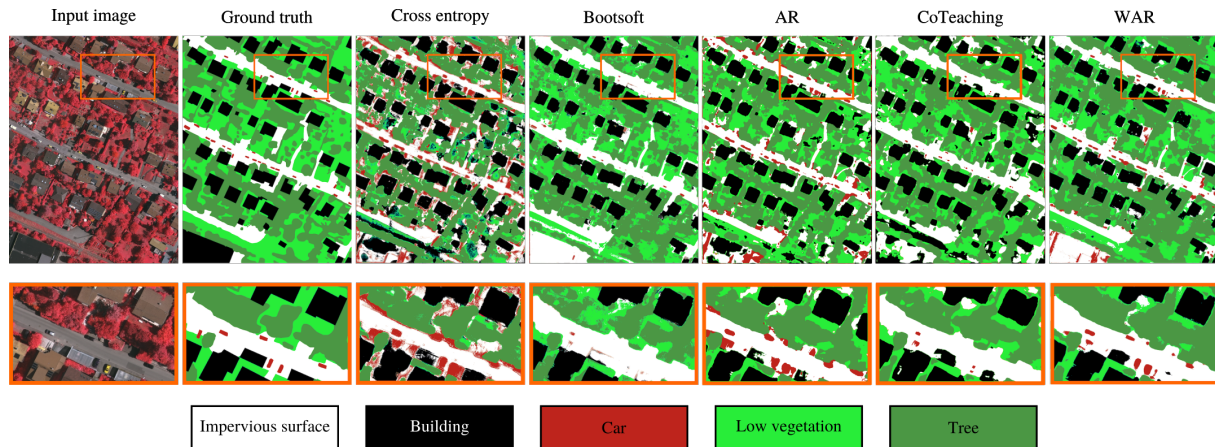 Input image
Ground truth
Cross entropy
Bootsoft
AR
CoTeaching
WAR
Impervious surface
Building
Car
Low vegetation
Tree